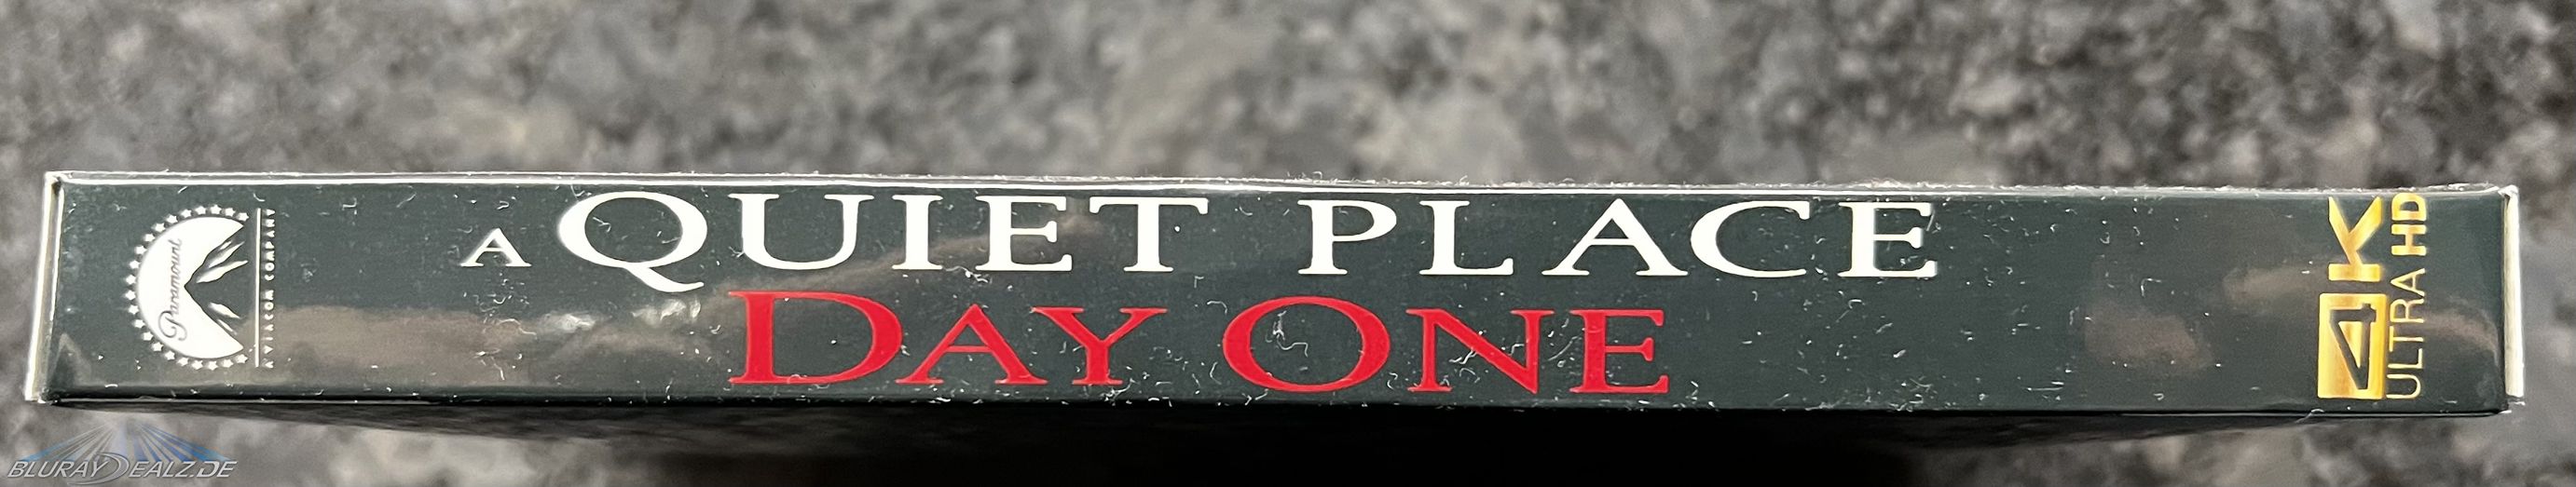 Paramount
A VIACOM COMPANY
A QUIET PLACE
DAY ONE
4K
ULTRA HD
BLURAYDEALZ.DE